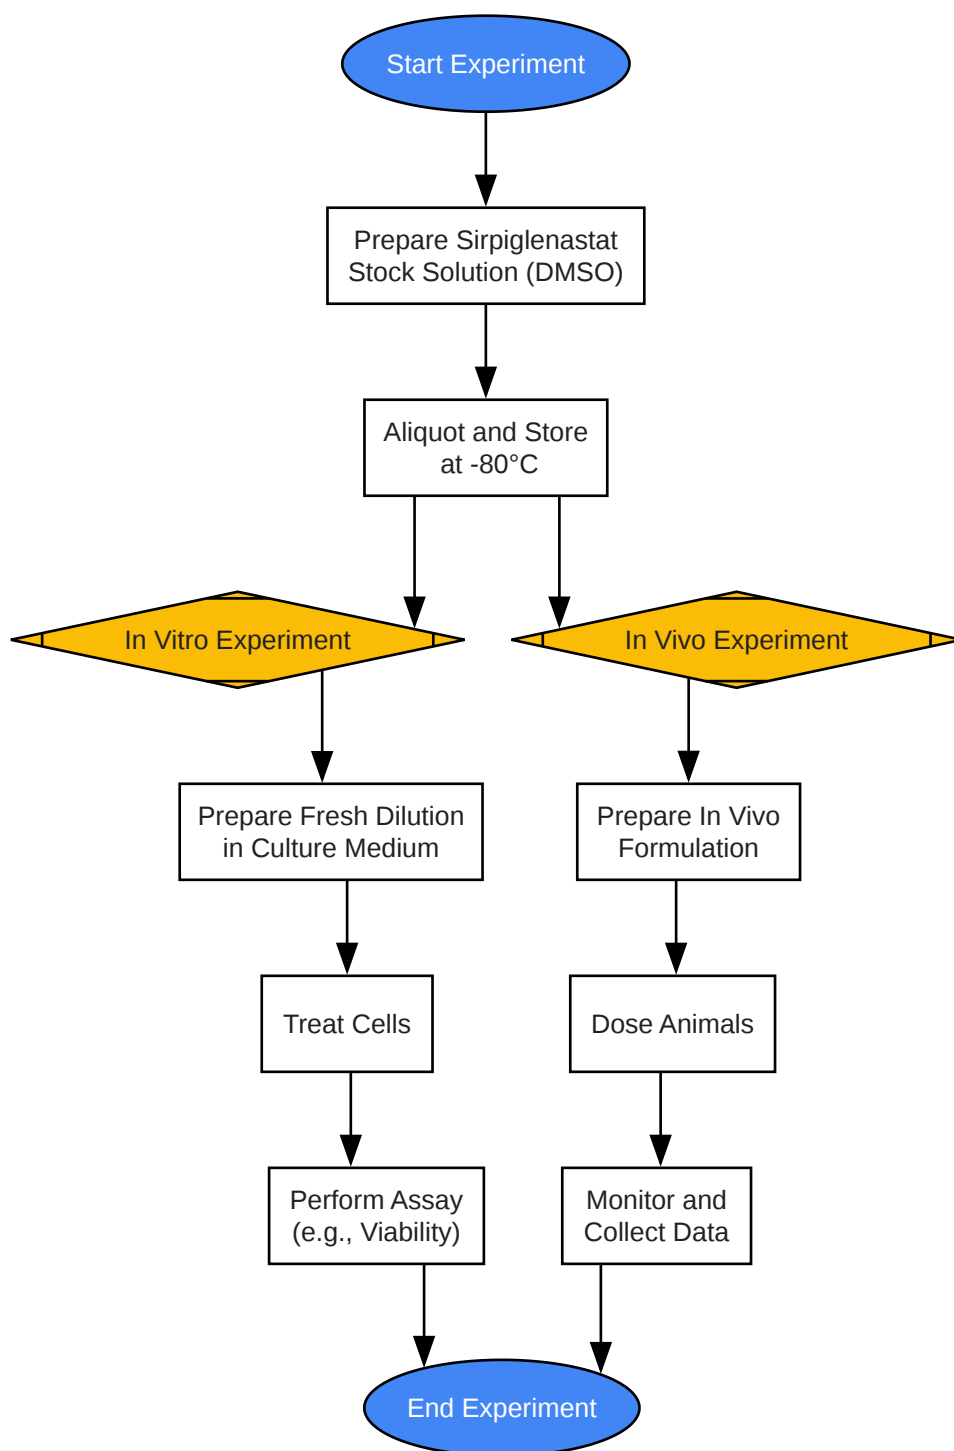 Start Experiment
Prepare Sirpiglenastat
Stock Solution (DMSO)
Aliquot and Store
at -80°C
In Vitro Experiment
In Vivo Experiment
Prepare Fresh Dilution
in Culture Medium
Prepare In Vivo
Formulation
Treat Cells
Dose Animals
Perform Assay
(e.g., Viability)
Monitor and
Collect Data
End Experiment